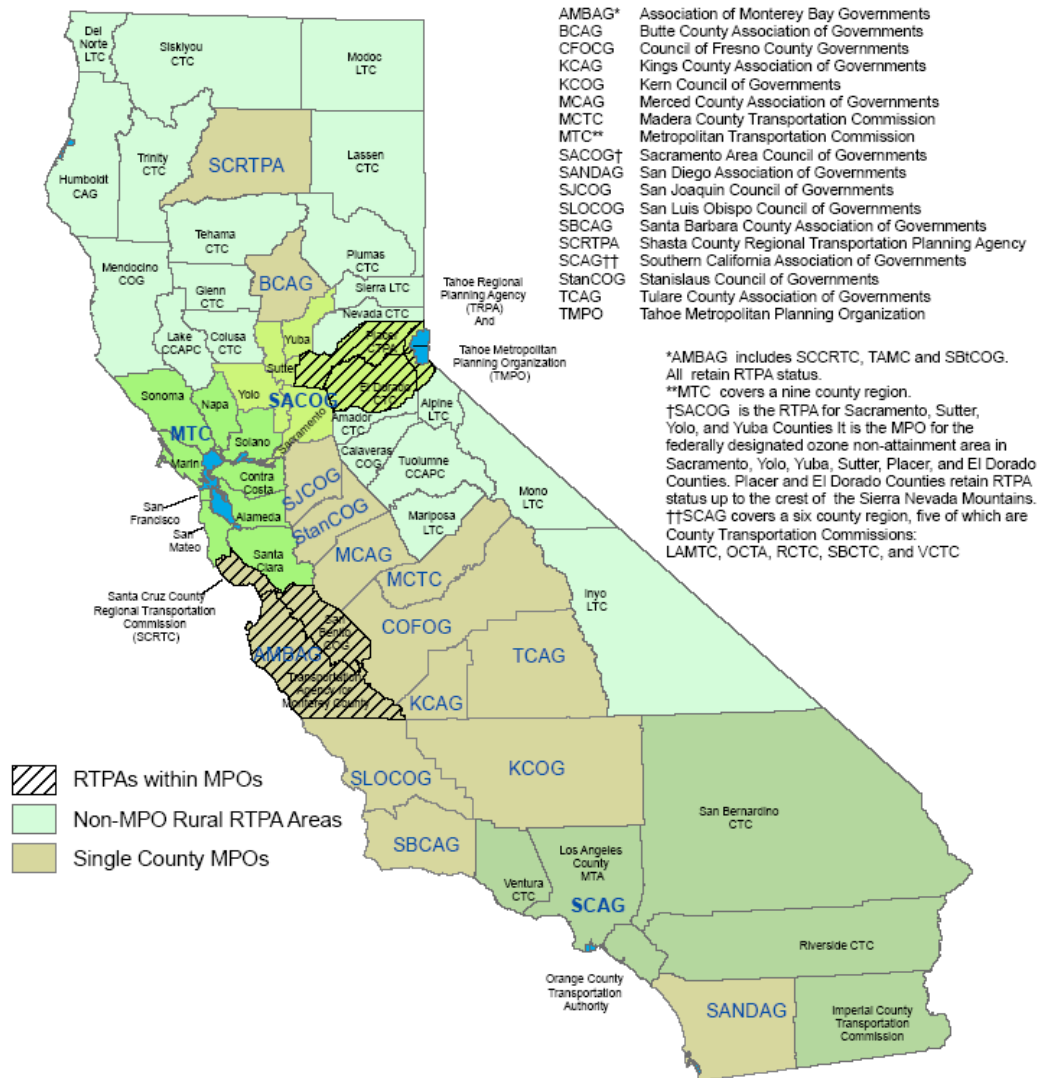 AMBAG* Association of Monterey Bay Governments
BCAG Butte County Association of Governments
CFOCG Council of Fresno County Governments
KCAG Kings County Association of Governments
KCOG Kern Council of Governments
MCAG Merced County Association of Governments
MCTC Madera County Transportation Commission
MTC** Metropolitan Transportation Commission
SACOG† Sacramento Area Council of Governments
SANDAG San Diego Association of Governments
SJCOG San Joaquin Council of Governments
SLOCOG San Luis Obispo Council of Governments
SBCAG Santa Barbara County Association of Governments
SCRTPA Shasta County Regional Transportation Planning Agency
SCAG†† Southern California Association of Governments
StanCOG Stanislaus Council of Governments
TCAG Tulare County Association of Governments
TMPO Tahoe Metropolitan Planning Organization
*AMBAG includes SCCRTC, TAMC and SBtCOG.
All retain RTPA status.
**MTC covers a nine county region.
†SACOG is the RTPA for Sacramento, Sutter,
Yolo, and Yuba Counties It is the MPO for the
federally designated ozone non-attainment area in
Sacramento, Yolo, Yuba, Sutter, Placer, and El Dorado
Counties. Placer and El Dorado Counties retain RTPA
status up to the crest of the Sierra Nevada Mountains.
††SCAG covers a six county region, five of which are
County Transportation Commissions:
LAMTC, OCTA, RCTC, SBCTC, and VCTC
Del
Norte
LTC
Siskiyou
CTC
Modoc
LTC
Humboldt
CAG
Trinity
CTC
SCRTPA
Lassen
CTC
Tehama
CTC
Plumas
CTC
Mendocino
COG
Glenn
CTC
BCAG
Sierra LTC
Tahoe Regional
Planning Agency
(TRPA)
And
Tahoe Metropolitan
Planning Organization
(TMPO)
Lake
CCAPC
Colusa
CTC
Nevada CTC
Yuba
Sutter
Placer
CTPA
El Dorado
CTC
Sonoma
Napa
Yolo
SACOG
Sacramento
Alpine
LTC
Amador
CTC
MTC
Solano
Marin
Contra
Costa
Calaveras
COG
Tuolumne
CCAPC
Mono
LTC
SJCOG
San
Francisco
Alameda
StanCOG
Mariposa
LTC
San
Mateo
Santa
Clara
MCAG
MCTC
Santa Cruz County
Regional Transportation
Commission
(SCRTC)
San
Benito
COG
AMBAG
Transportation
Agency for
Monterey County
COFOG
Inyo
LTC
TCAG
KCAG
SLOCOG
KCOG
San Bernardino
CTC
SBCAG
Ventura
CTC
Los Angeles
County
MTA
SCAG
Riverside CTC
Orange County
Transportation
Authority
SANDAG
Imperial County
Transportation
Commission
RTPAs within MPOs
Non-MPO Rural RTPA Areas
Single County MPOs